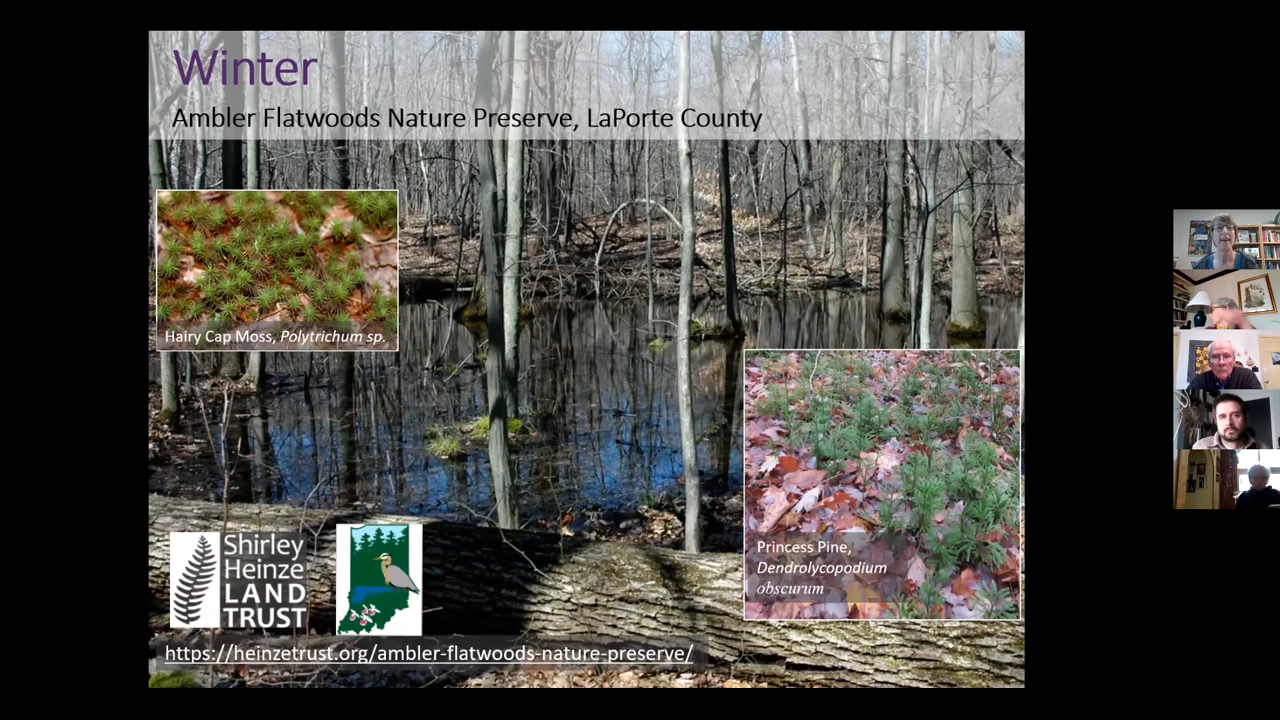 Winter
Ambler Flatwoods Nature Preserve, LaPorte County
Hairy Cap Moss, Polytrichum sp.
Princess Pine,
Dendrolycopodium
obscurum
Shirley
Heinze
LAND
TRUST
https://heinzetrust.org/ambler-flatwoods-nature-preserve/